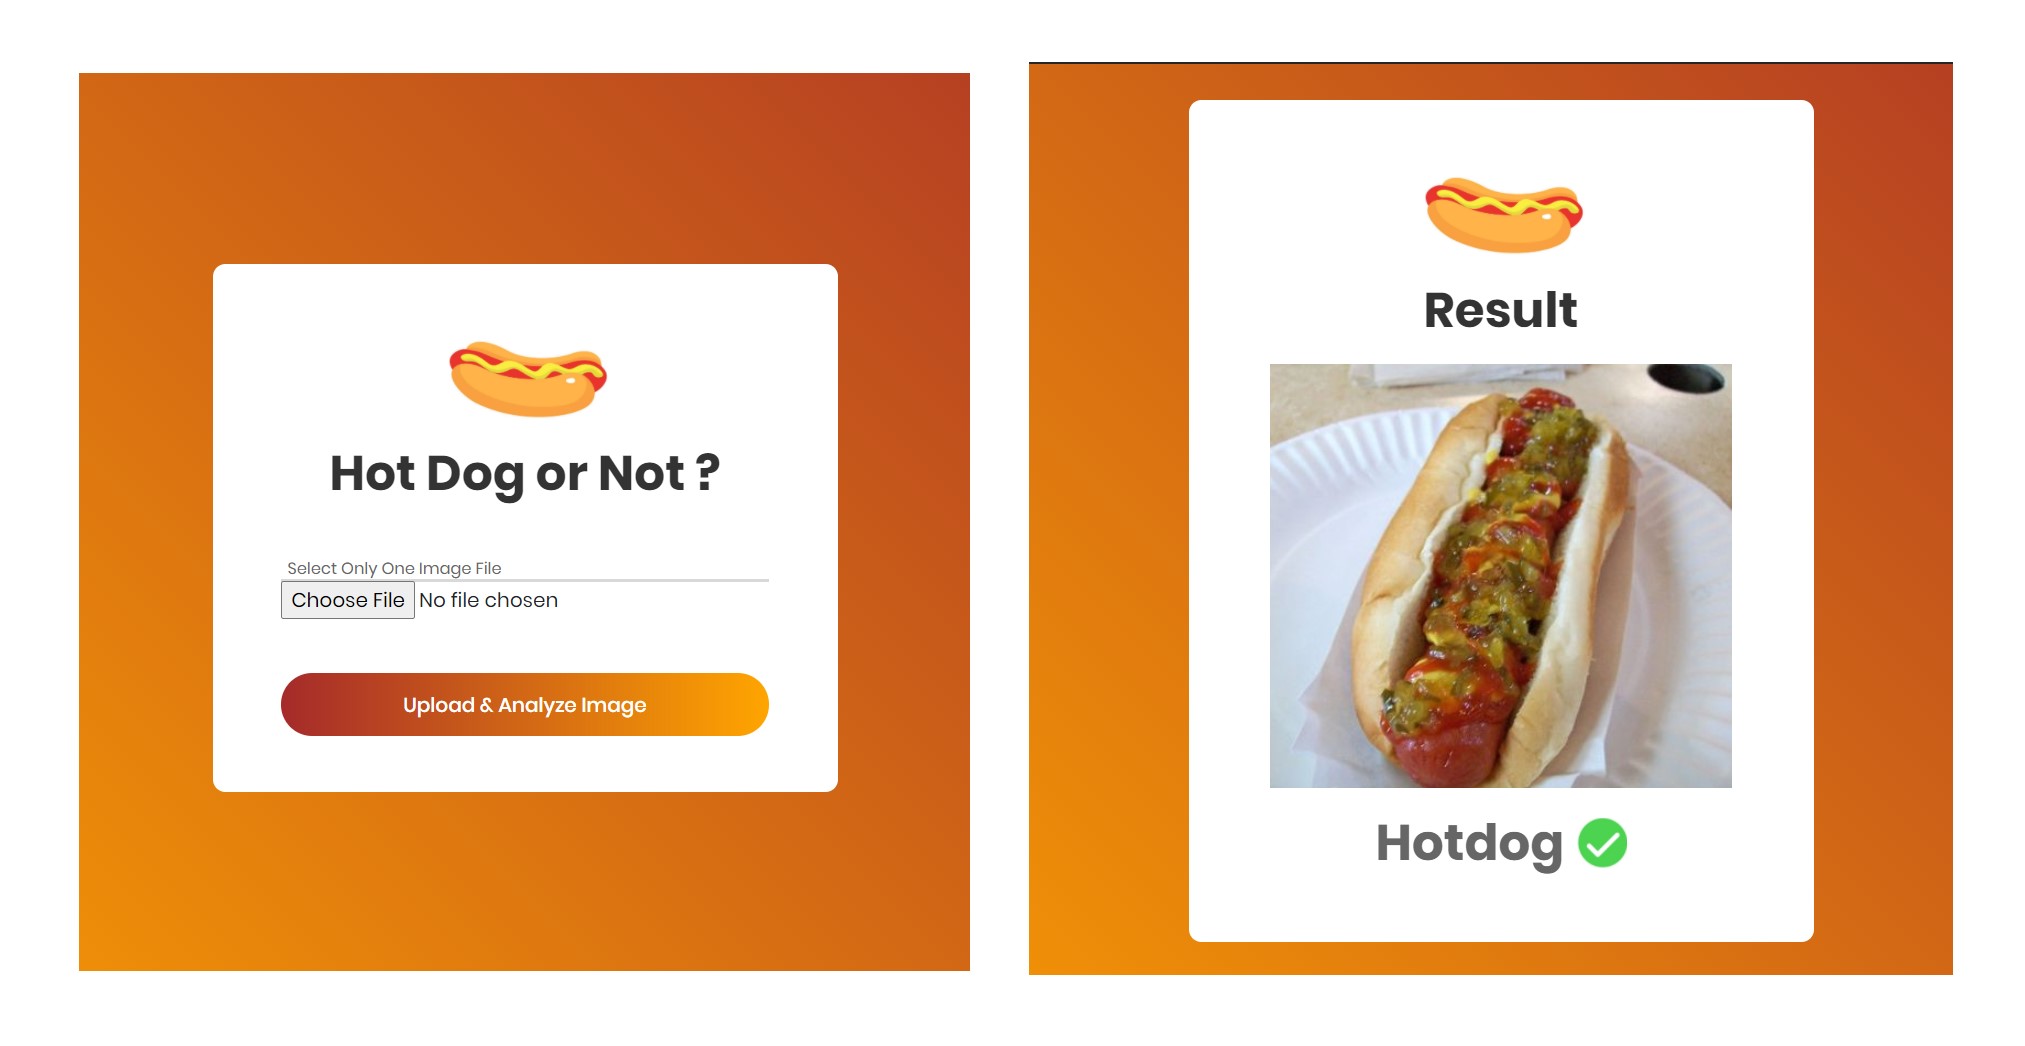 Hot Dog or Not ?
Select Only One Image File
Choose File No file chosen
Upload & Analyze Image
Result
Hotdog